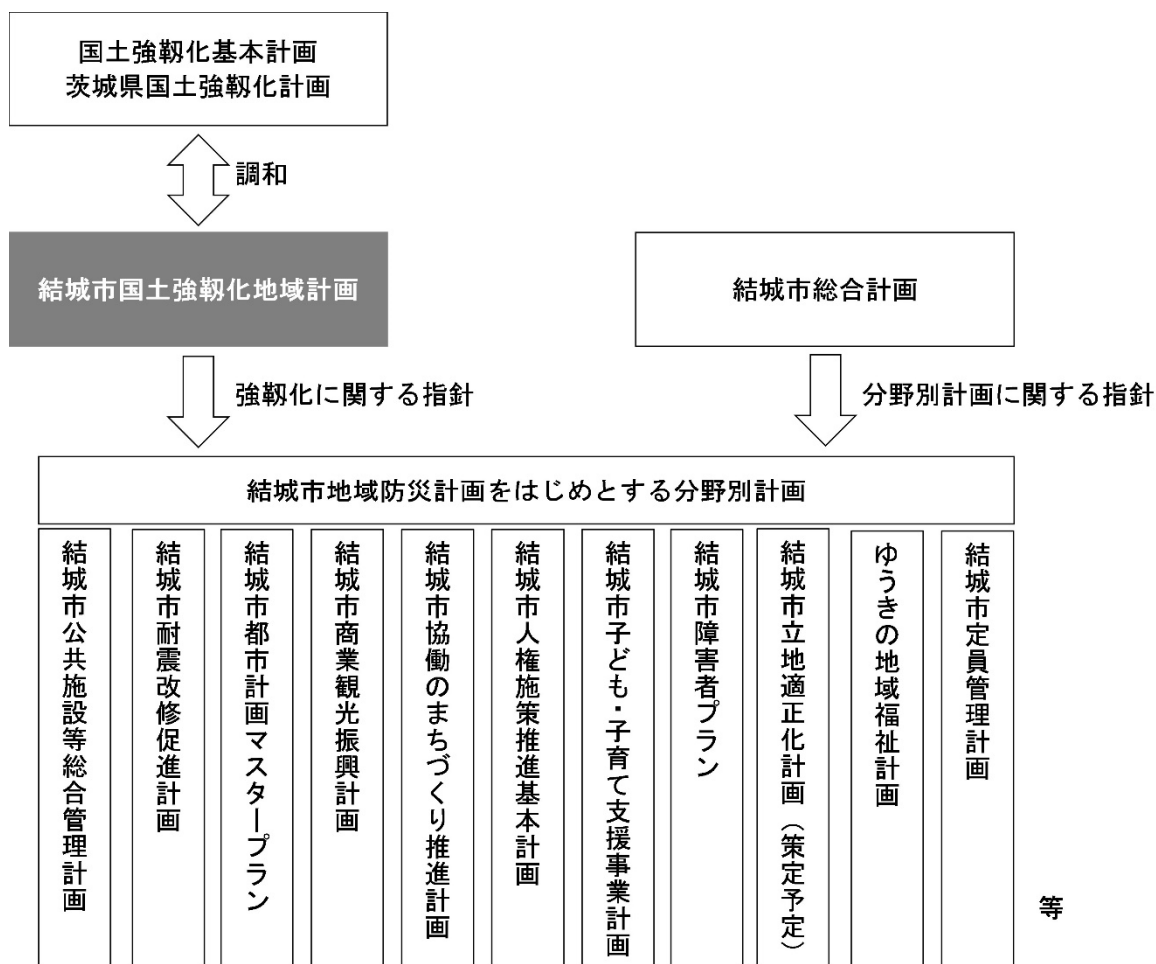 国土強靱化基本計画
茨城県国土強靱化計画
調和
結城市国土強靱化地域計画
結城市総合計画
強靱化に関する指針
分野別計画に関する指針
結城市地域防災計画をはじめとする分野別計画
結城市公共施設等総合管理計画
結城市耐震改修促進計画
結城市都市計画マスタープラン
結城市商業観光振興計画
結城市協働のまちづくり推進計画
結城市人権施策推進基本計画
結城市子ども・子育て支援事業計画
結城市障害者プラン
結城市立地適正化計画（策定予定）
ゆうきの地域福祉計画
結城市定員管理計画
等